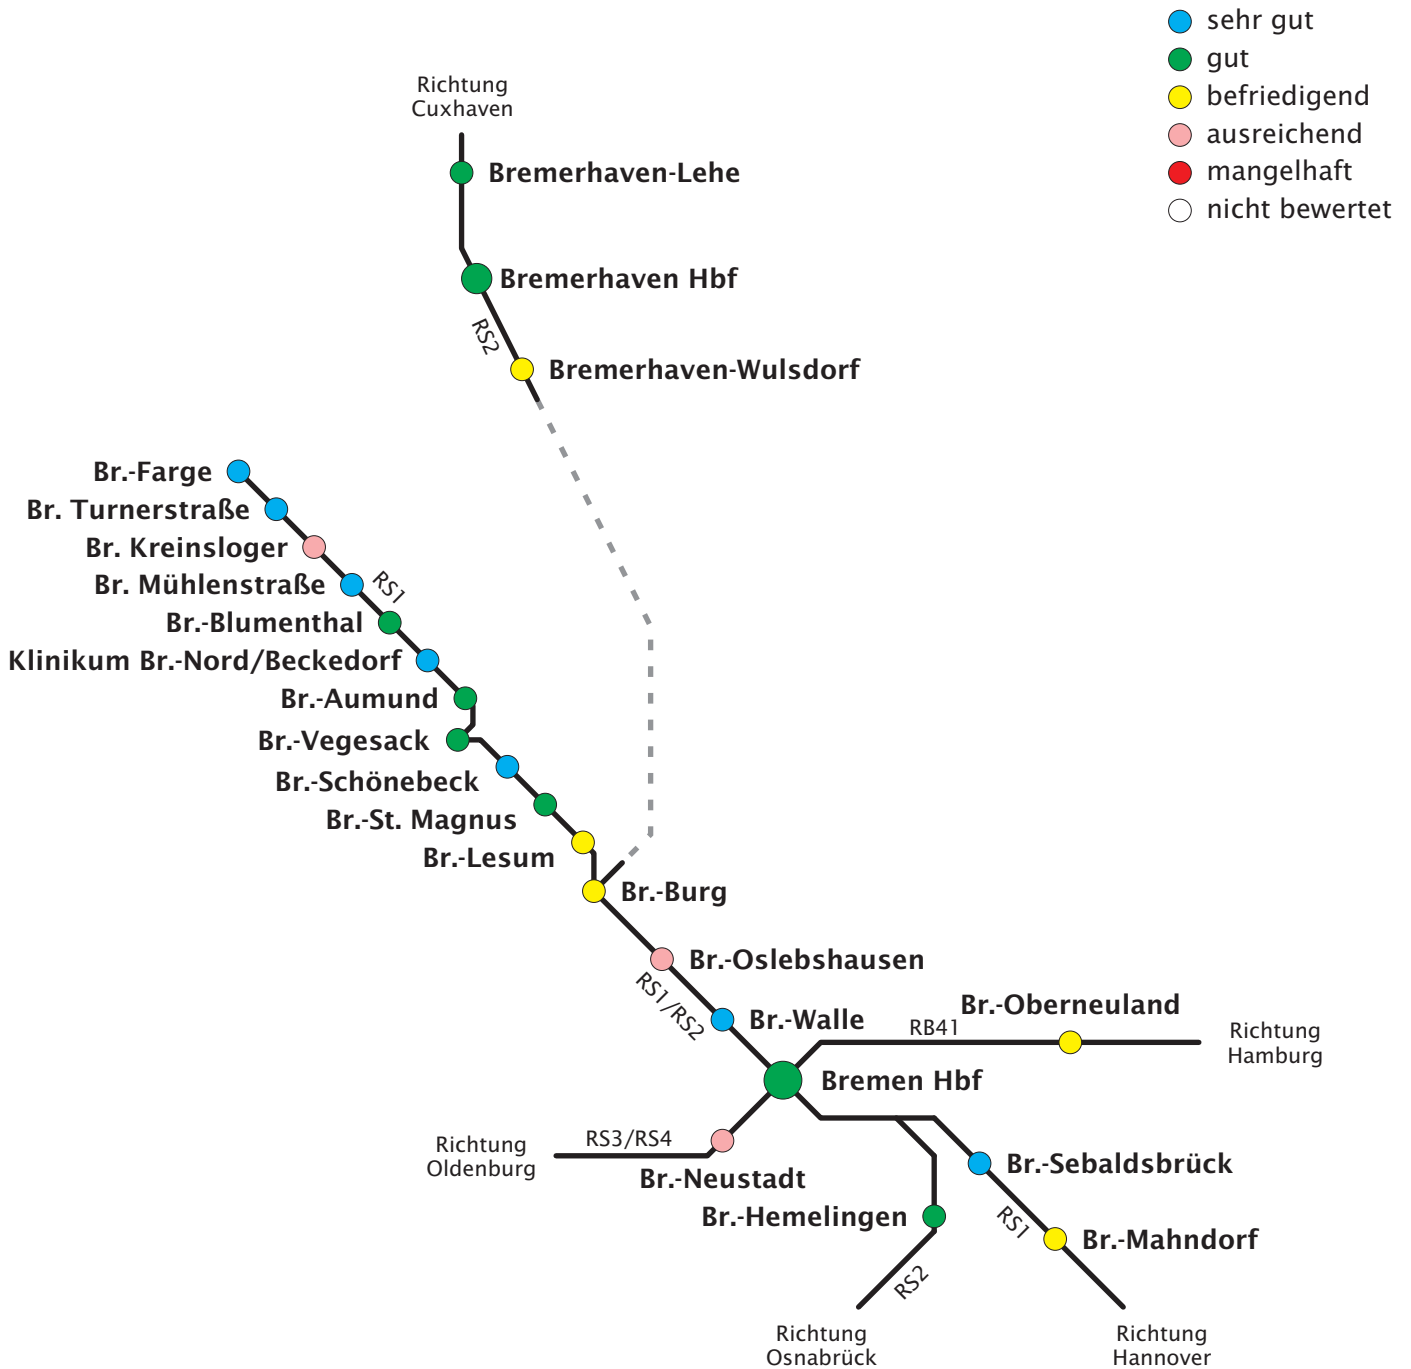 sehr gut
gut
befriedigend
ausreichend
mangelhaft
nicht bewertet
Richtung
Cuxhaven
Bremerhaven-Lehe
Bremerhaven Hbf
RS2
Bremerhaven-Wulsdorf
Br.-Farge
Br. Turnerstraße
Br. Kreinsloger
Br. Mühlenstraße
RS1
Br.-Blumenthal
Klinikum Br.-Nord/Beckedorf
Br.-Aumund
Br.-Vegesack
Br.-Schönebeck
Br.-St. Magnus
Br.-Lesum
Br.-Burg
Br.-Oslebshausen
RS1/RS2
Br.-Walle
Br.-Oberneuland
RB41
Richtung
Hamburg
Bremen Hbf
RS3/RS4
Richtung
Oldenburg
Br.-Neustadt
Br.-Sebaldsbrück
Br.-Hemelingen
RS1
Br.-Mahndorf
RS2
Richtung
Osnabrück
Richtung
Hannover